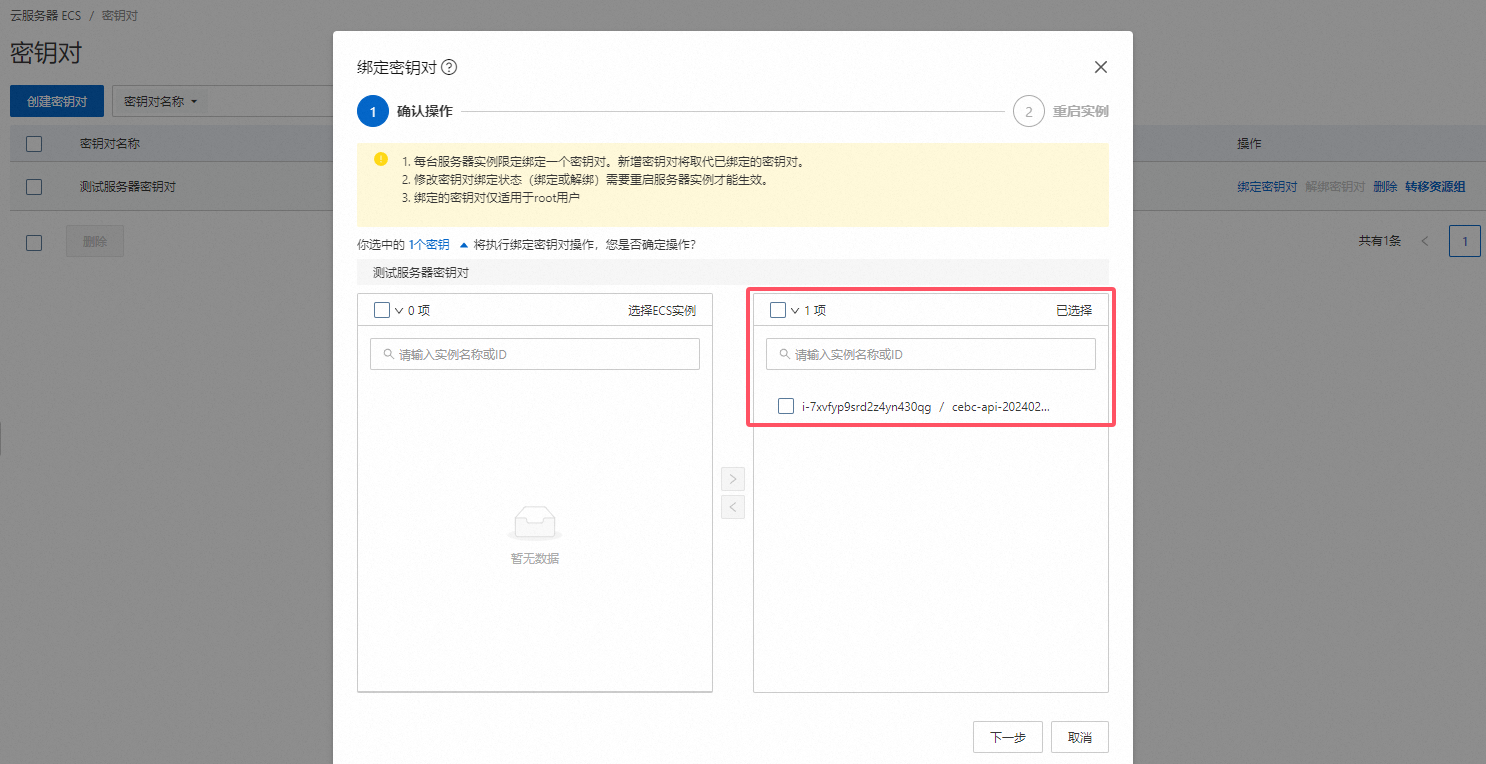 云服务器 ECS / 密钥对
密钥对
创建密钥对
密钥对名称
密钥对名称
操作
测试服务器密钥对
绑定密钥对 解绑密钥对 删除 转移资源组
删除
共有1条
1
绑定密钥对
1 确认操作
2 重启实例
1. 每台服务器实例限定绑定一个密钥对。新增密钥对将取代已绑定的密钥对。
2. 修改密钥对绑定状态（绑定或解绑）需要重启服务器实例才能生效。
3. 绑定的密钥对仅适用于root用户
你选中的 1个密钥 将执行绑定密钥对操作，您是否确定操作?
测试服务器密钥对
0 项 选择ECS实例
请输入实例名称或ID
暂无数据
1 项 已选择
请输入实例名称或ID
i-7xvfyp9srd2z4yn430qg / cebc-api-202402...
下一步
取消